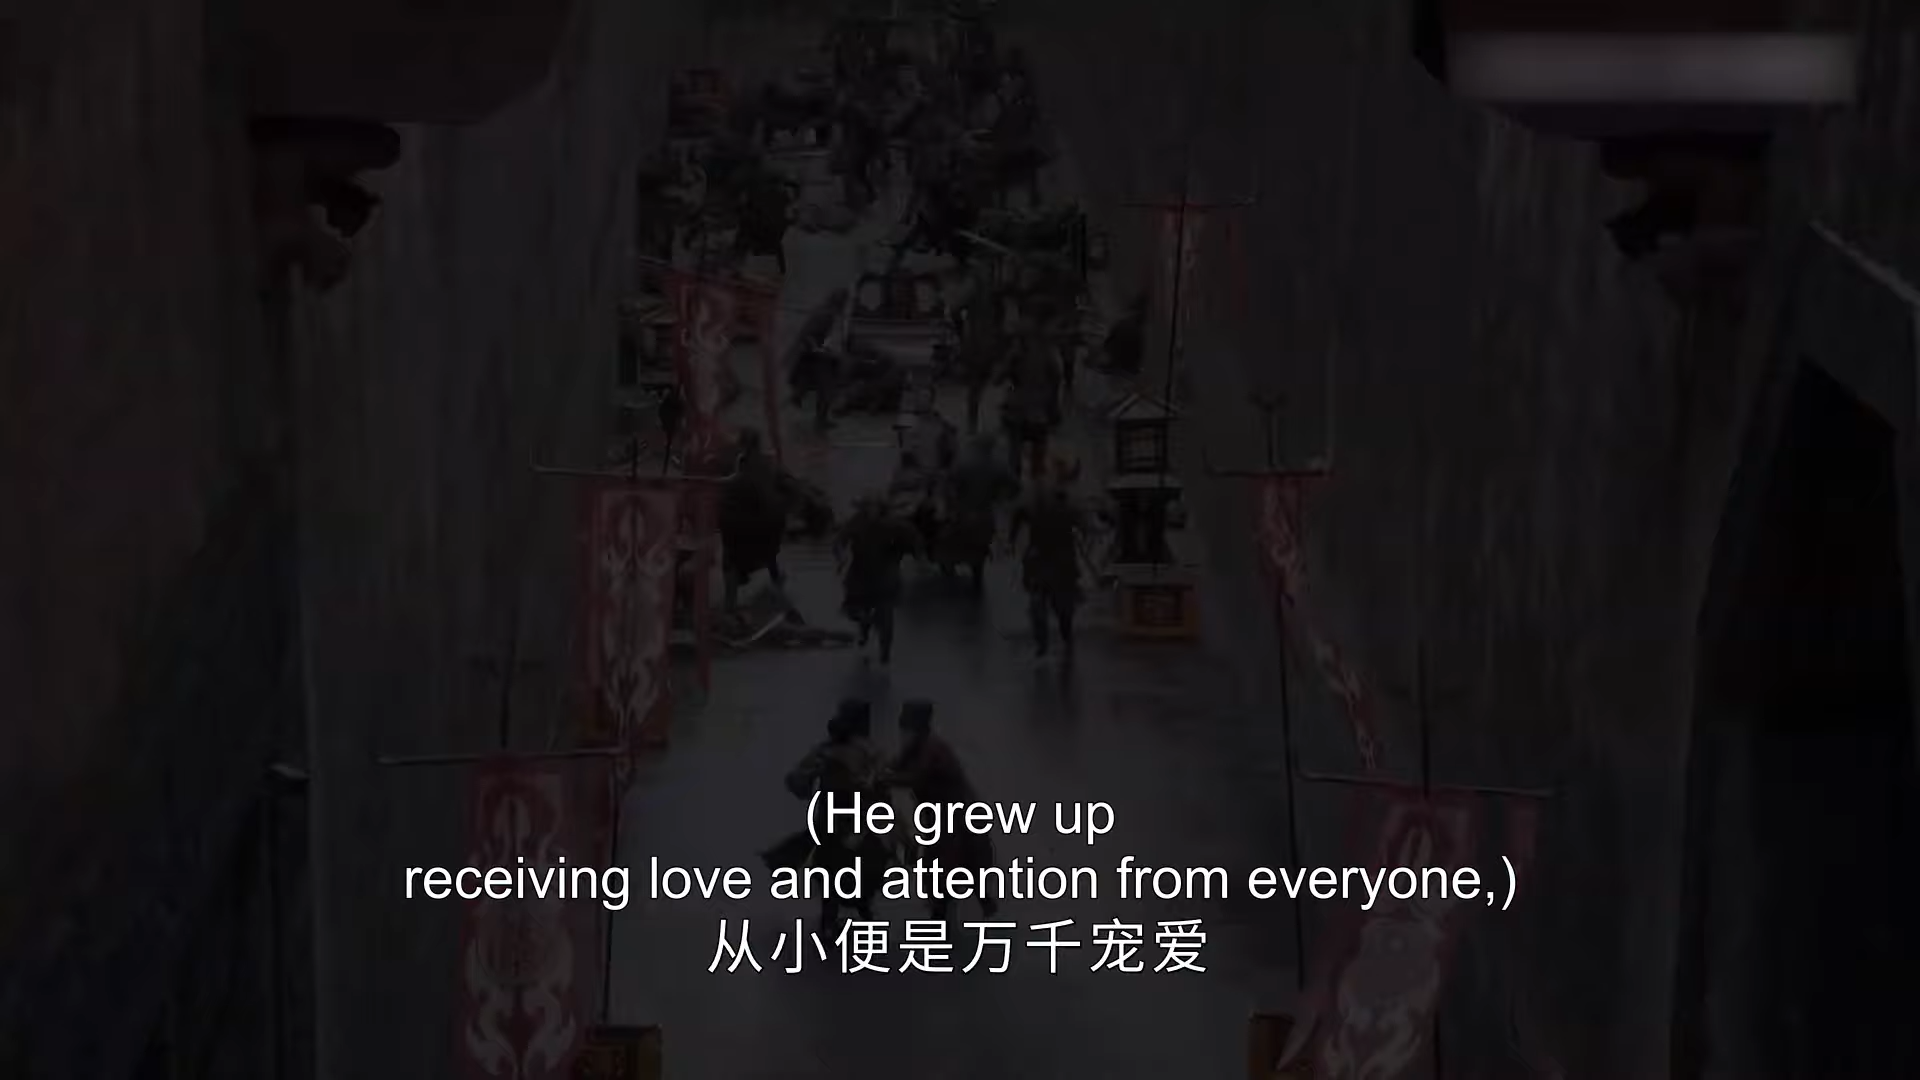 (He grew up
receiving love and attention from everyone,)
从小便是万千宠爱